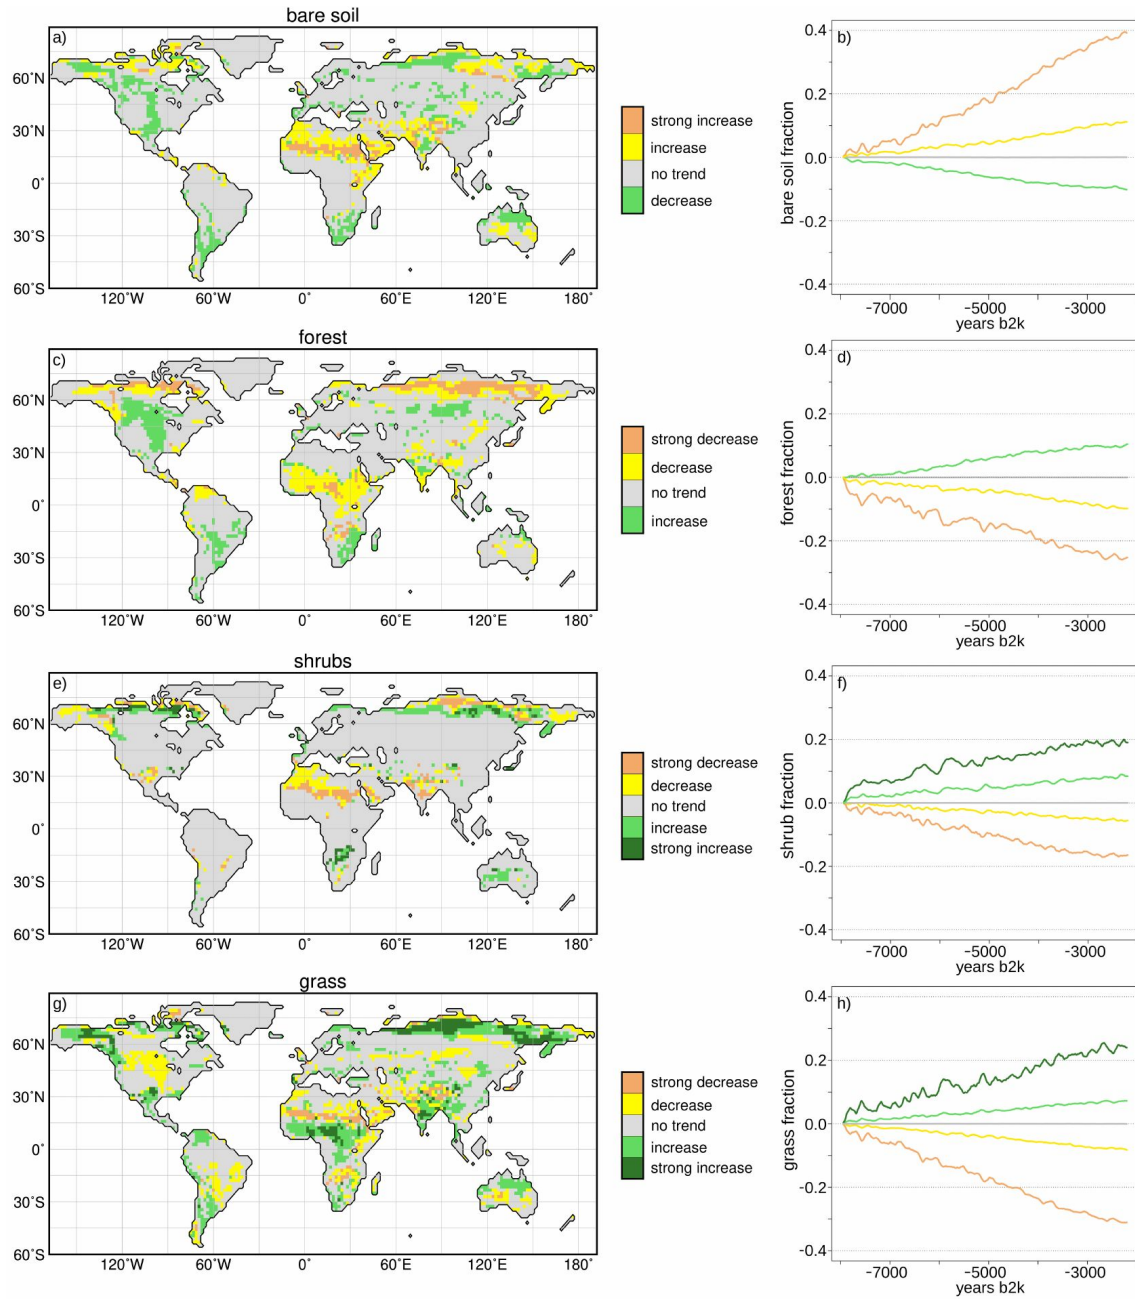 bare soil
a)
60°N
30°N
0°
30°S
60°S
120°W
60°W
0°
60°E
120°E
180°
strong increase
increase
no trend
decrease
b)
bare soil fraction
0.4
0.2
0.0
-0.2
-0.4
-7000
-5000
-3000
years b2k
forest
c)
60°N
30°N
0°
30°S
60°S
120°W
60°W
0°
60°E
120°E
180°
strong decrease
decrease
no trend
increase
d)
forest fraction
0.4
0.2
0.0
-0.2
-0.4
-7000
-5000
-3000
years b2k
shrubs
e)
60°N
30°N
0°
30°S
60°S
120°W
60°W
0°
60°E
120°E
180°
strong decrease
decrease
no trend
increase
strong increase
f)
shrub fraction
0.4
0.2
0.0
-0.2
-0.4
-7000
-5000
-3000
years b2k
grass
g)
60°N
30°N
0°
30°S
60°S
120°W
60°W
0°
60°E
120°E
180°
strong decrease
decrease
no trend
increase
strong increase
h)
grass fraction
0.4
0.2
0.0
-0.2
-0.4
-7000
-5000
-3000
years b2k